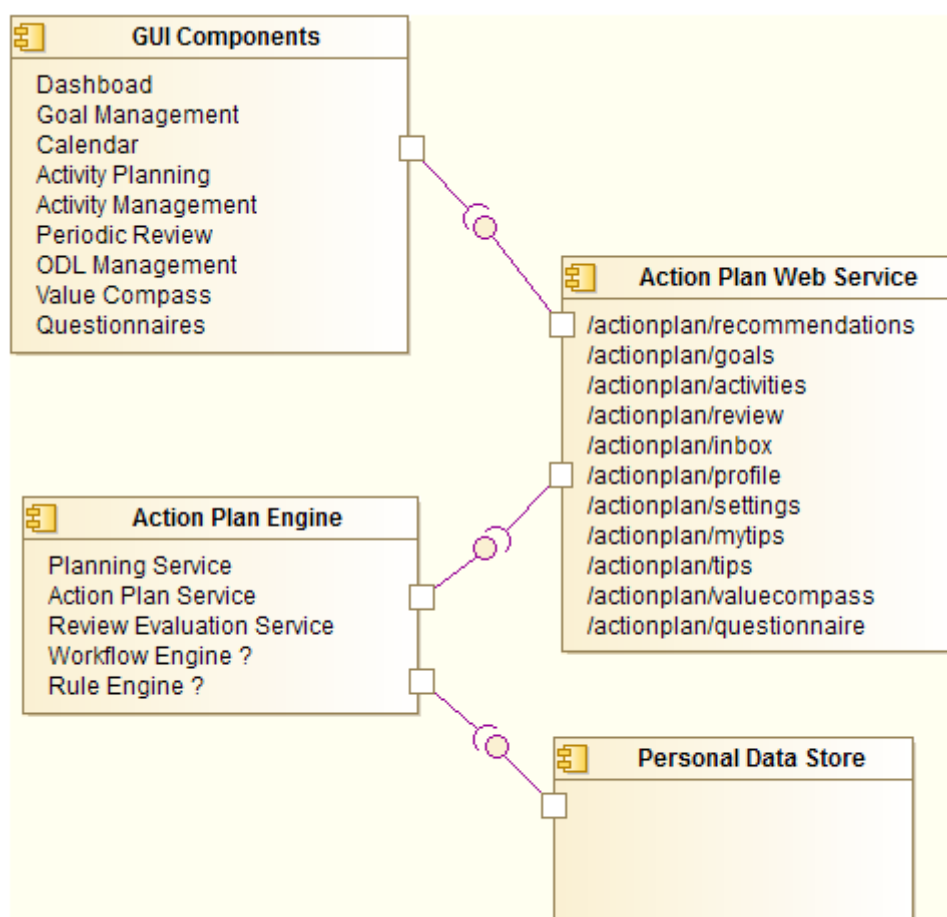 GUI Components
Dashboad
Goal Management
Calendar
Activity Planning
Activity Management
Periodic Review
ODL Management
Value Compass
Questionnaires
Action Plan Web Service
/actionplan/recommendations
/actionplan/goals
/actionplan/activities
/actionplan/review
/actionplan/inbox
/actionplan/profile
/actionplan/settings
/actionplan/mytips
/actionplan/tips
/actionplan/valuecompass
/actionplan/questionnaire
Action Plan Engine
Planning Service
Action Plan Service
Review Evaluation Service
Workflow Engine ?
Rule Engine ?
Personal Data Store